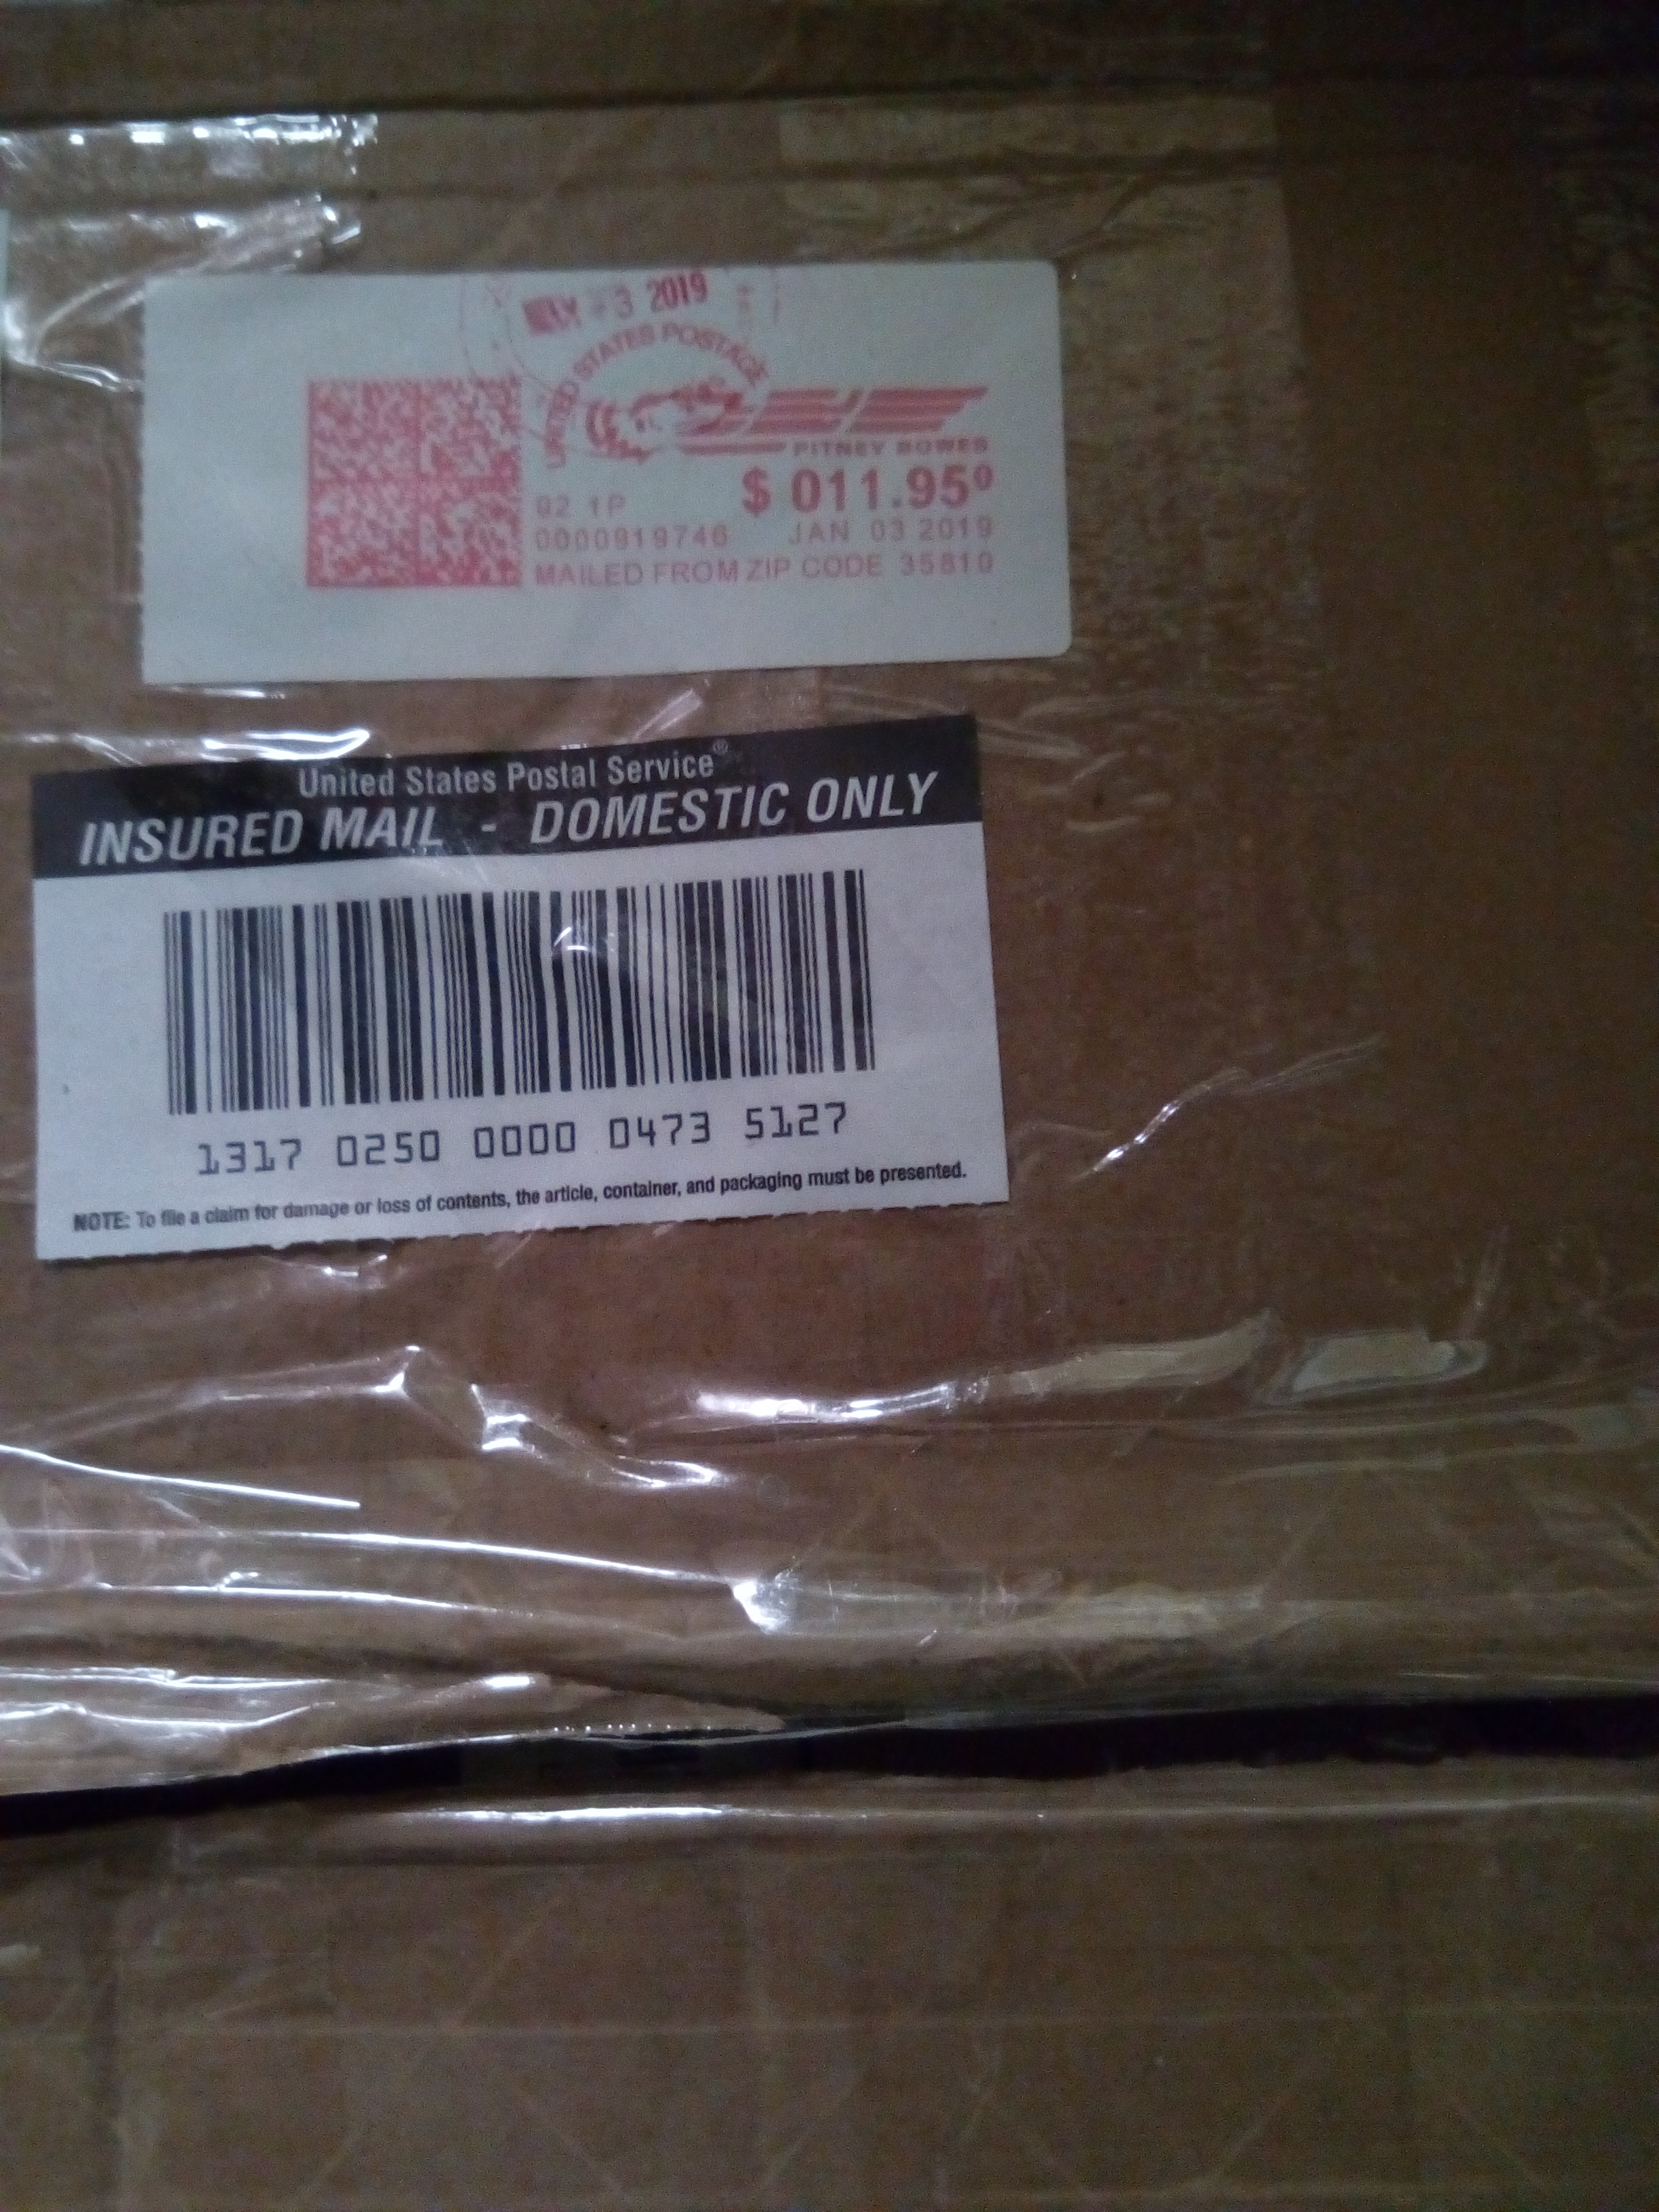 - 3 2019
UNITED STATES POSTAGE
PITNEY BOWES
$ 011.95⁰
02 1P
0000919746 JAN 03 2019
MAILED FROM ZIP CODE 35810
United States Postal Service®
INSURED MAIL - DOMESTIC ONLY
1317 0250 0000 0473 5127
NOTE: To file a claim for damage or loss of contents, the article, container, and packaging must be presented.